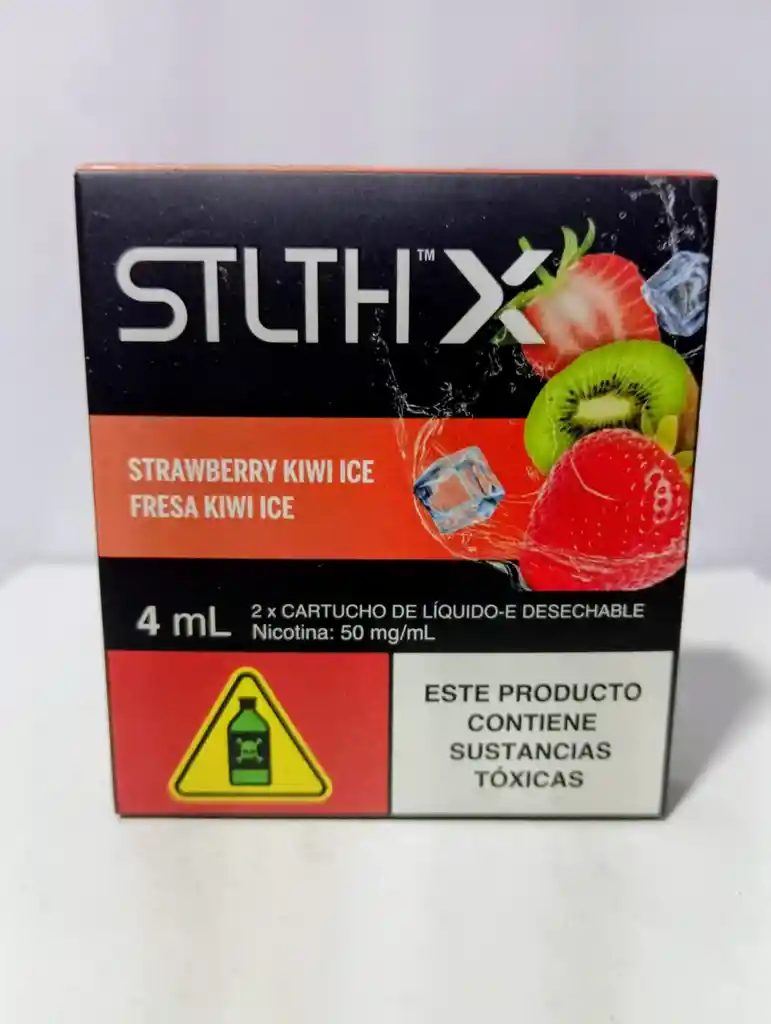 STLTH™ X
STRAWBERRY KIWI ICE
FRESA KIWI ICE
4 mL
2 x CARTUCHO DE LÍQUIDO-E DESECHABLE
Nicotina: 50 mg/mL
ESTE PRODUCTO
CONTIENE
SUSTANCIAS
TÓXICAS